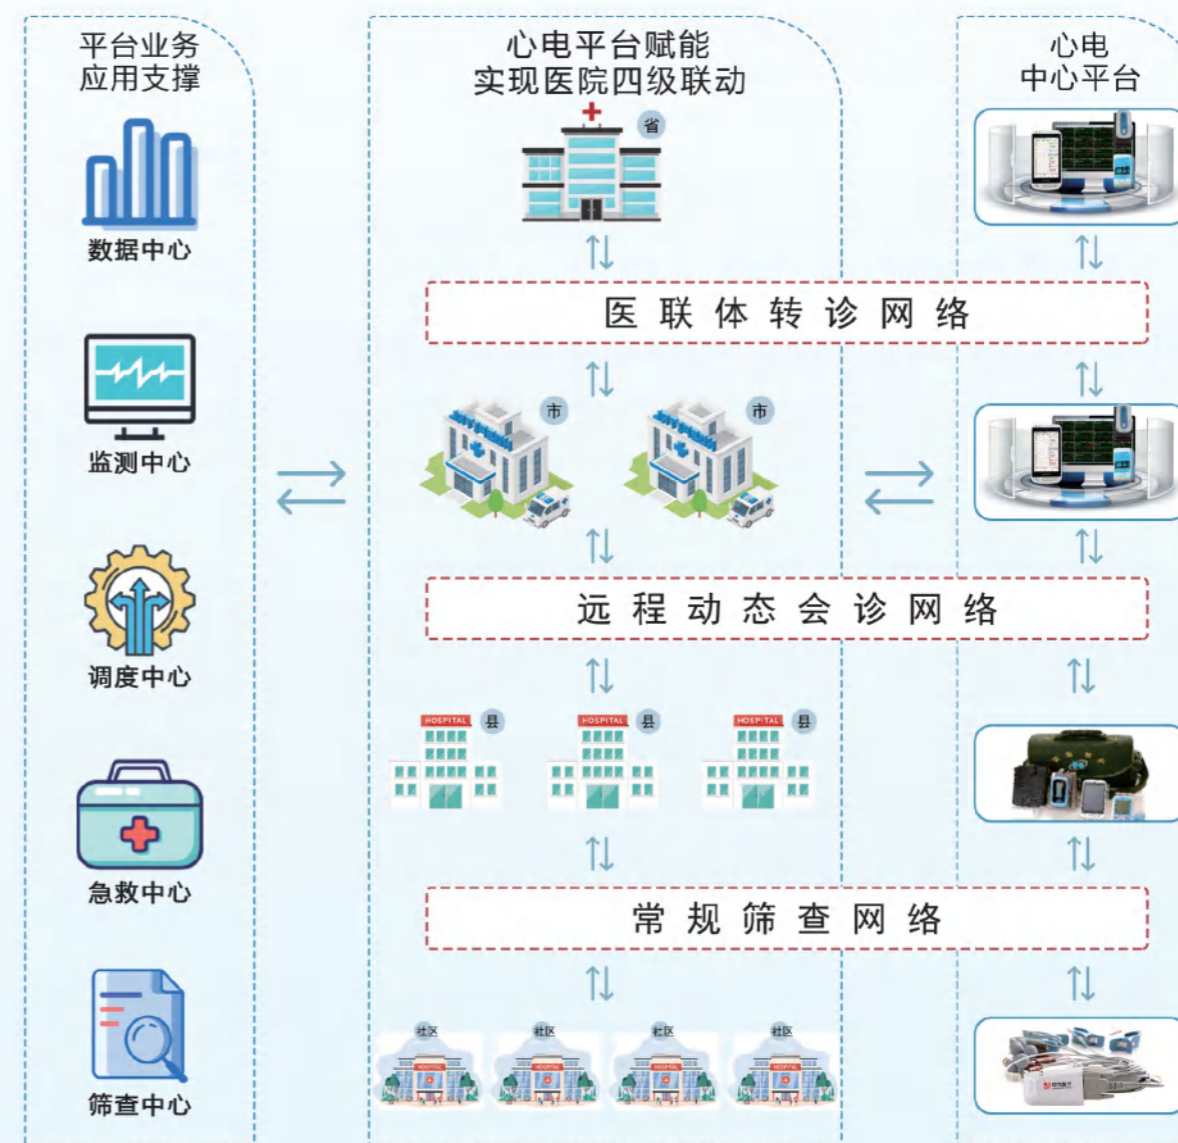 平台业务
应用支撑
数据中心
监测中心
调度中心
急救中心
筛查中心
心电平台赋能
实现医院四级联动
省
医联体转诊网络
市
市
远程动态会诊网络
HOSPITAL
县
HOSPITAL
县
HOSPITAL
县
常规筛查网络
社区
社区
社区
社区
HOSPITAL
HOSPITAL
HOSPITAL
HOSPITAL
心电
中心平台